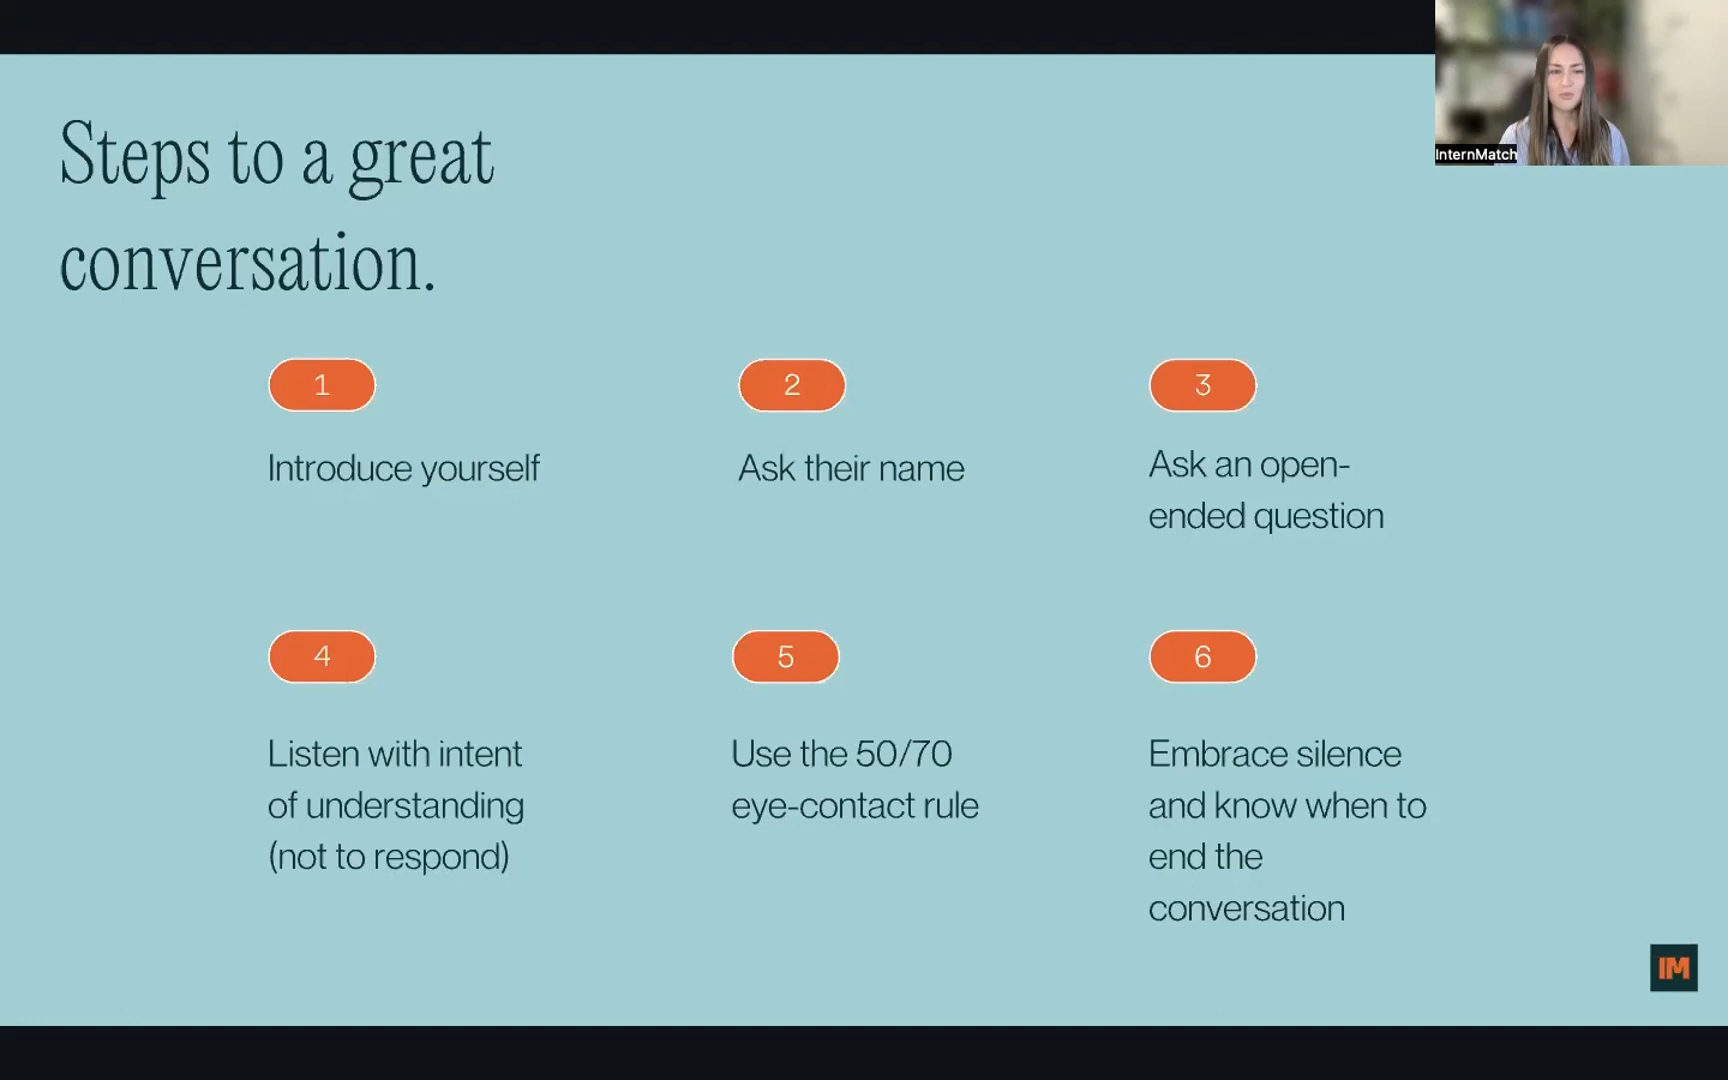 InternMatch
Steps to a great
conversation.
1
Introduce yourself
2
Ask their name
3
Ask an open-
ended question
4
Listen with intent
of understanding
(not to respond)
5
Use the 50/70
eye-contact rule
6
Embrace silence
and know when to
end the
conversation
IM